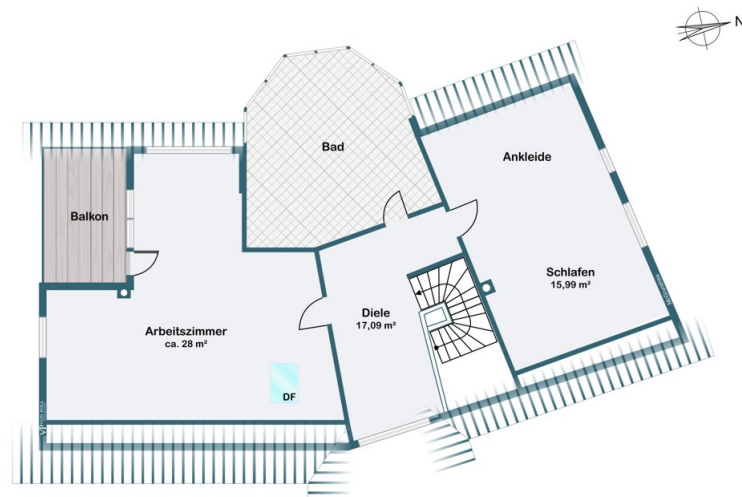 N
Bad
Ankleide
Balkon
Schlafen
15,99 m²
Diele
17,09 m²
Arbeitszimmer
ca. 28 m²
DF